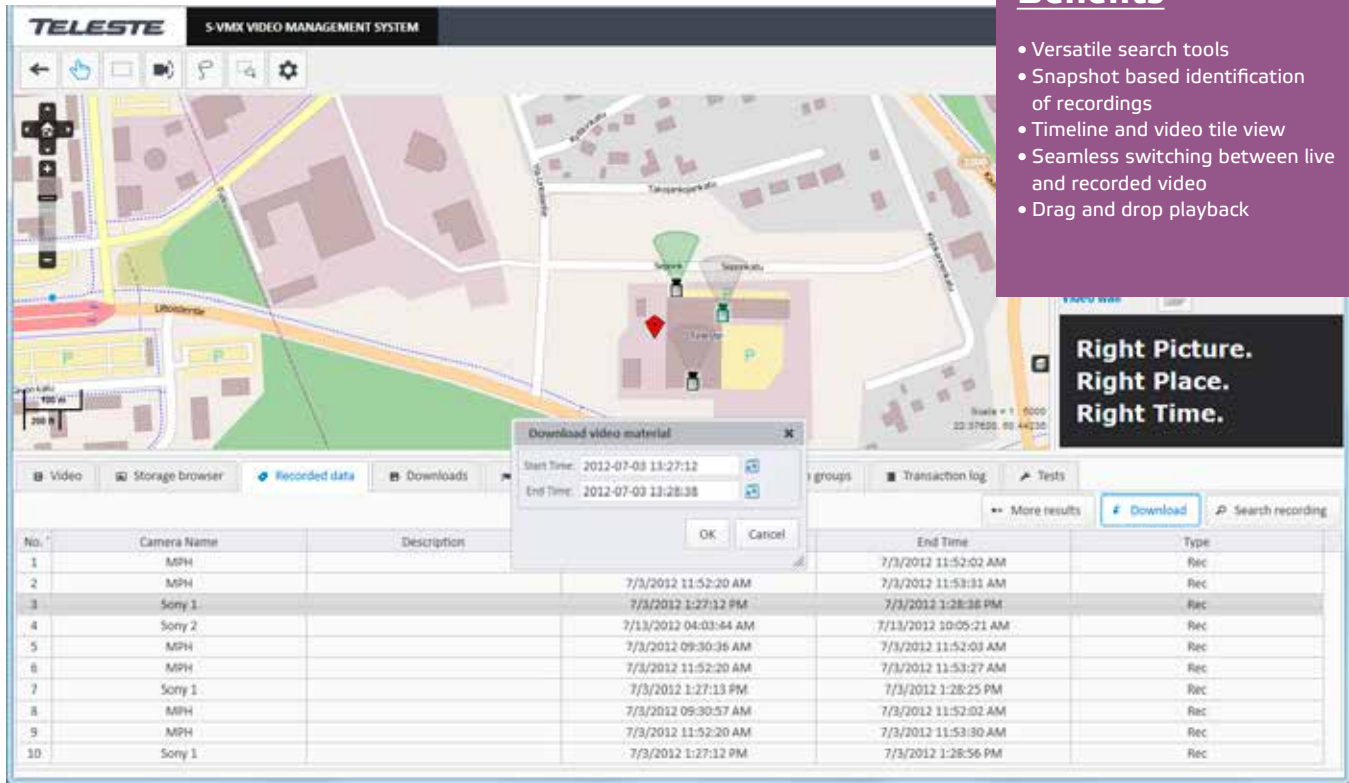 Benefits
TELESTE
S-VMX VIDEO MANAGEMENT SYSTEM
• Versatile search tools
• Snapshot based identification
of recordings
• Timeline and video tile view
• Seamless switching between live
and recorded video
• Drag and drop playback
Video wall
Right Picture.
Right Place.
Right Time.
P
P
P
P
100 m
200 ft
Scale = 1 : 5000
Download video material
Start Time: 2012-07-03 13:27:12
End Time: 2012-07-03 13:28:38
OK Cancel
Video Storage browser Recorded data Downloads groups Transaction log Tests
More results Download Search recording
No. Camera Name Description End Time Type
1 MPH 7/3/2012 11:52:02 AM Rec
2 MPH 7/3/2012 11:52:20 AM 7/3/2012 11:53:31 AM Rec
3 Sony 1 7/3/2012 1:27:12 PM 7/3/2012 1:28:38 PM Rec
4 Sony 2 7/13/2012 04:03:44 AM 7/13/2012 10:05:21 AM Rec
5 MPH 7/3/2012 09:30:36 AM 7/3/2012 11:52:03 AM Rec
6 MPH 7/3/2012 11:52:20 AM 7/3/2012 11:53:27 AM Rec
7 Sony 1 7/3/2012 1:27:13 PM 7/3/2012 1:28:25 PM Rec
8 MPH 7/3/2012 09:30:57 AM 7/3/2012 11:52:02 AM Rec
9 MPH 7/3/2012 11:52:20 AM 7/3/2012 11:53:30 AM Rec
10 Sony 1 7/3/2012 1:27:12 PM 7/3/2012 1:28:56 PM Rec